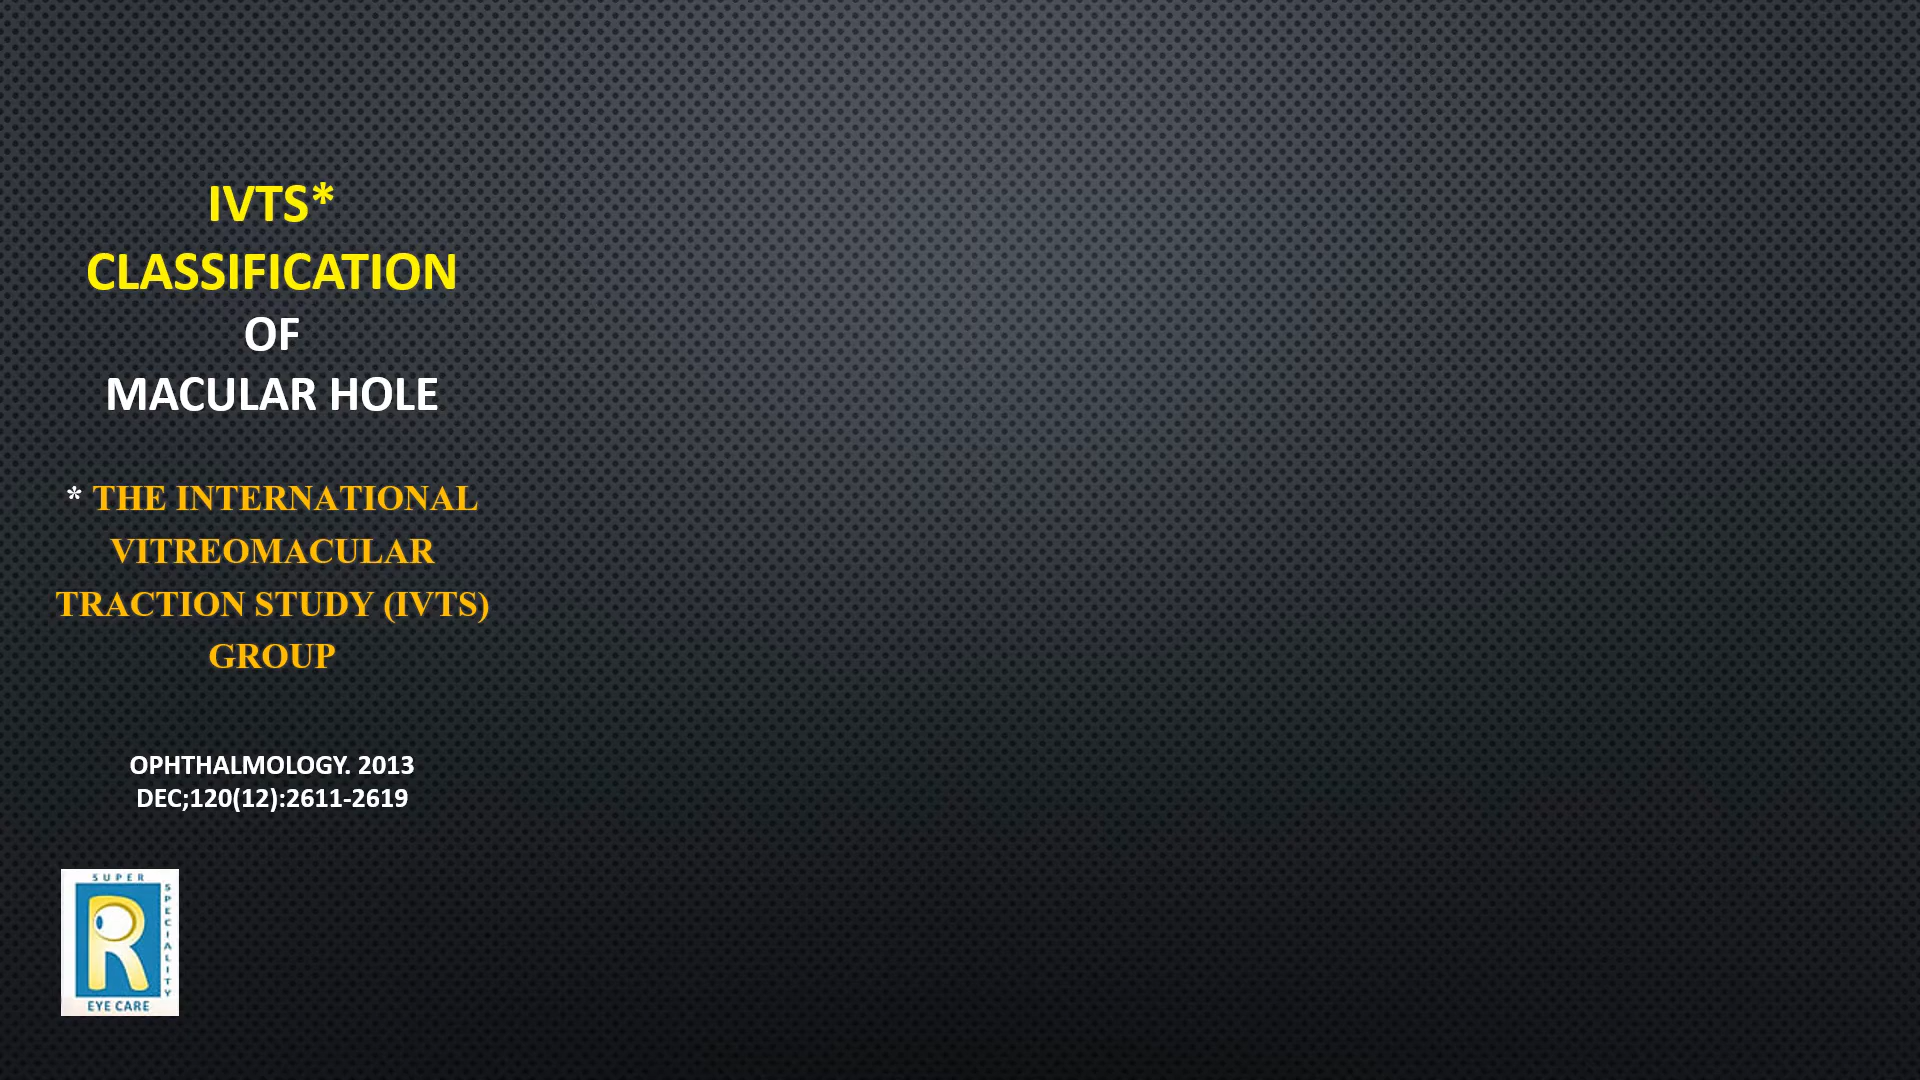 IVTS*
CLASSIFICATION
OF
MACULAR HOLE
* THE INTERNATIONAL
VITREOMACULAR
TRACTION STUDY (IVTS)
GROUP
OPHTHALMOLOGY. 2013
DEC;120(12):2611-2619
SUPER
SPECIALITY
R
EYE CARE